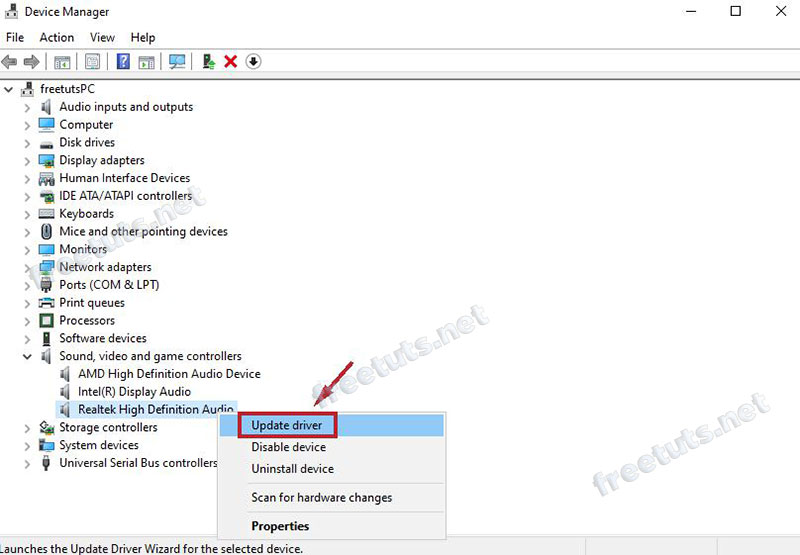 Device Manager
File Action View Help
freetutsPC
Audio inputs and outputs
Computer
Disk drives
Display adapters
Human Interface Devices
IDE ATA/ATAPI controllers
Keyboards
Mice and other pointing devices
Monitors
Network adapters
Ports (COM & LPT)
Print queues
Processors
Software devices
Sound, video and game controllers
AMD High Definition Audio Device
Intel(R) Display Audio
Realtek High Definition Audio
Update driver
Disable device
Uninstall device
Scan for hardware changes
Properties
Storage controllers
System devices
Universal Serial Bus controllers
Launches the Update Driver Wizard for the selected device.
freetuts.net
freetuts.net
freetuts.net